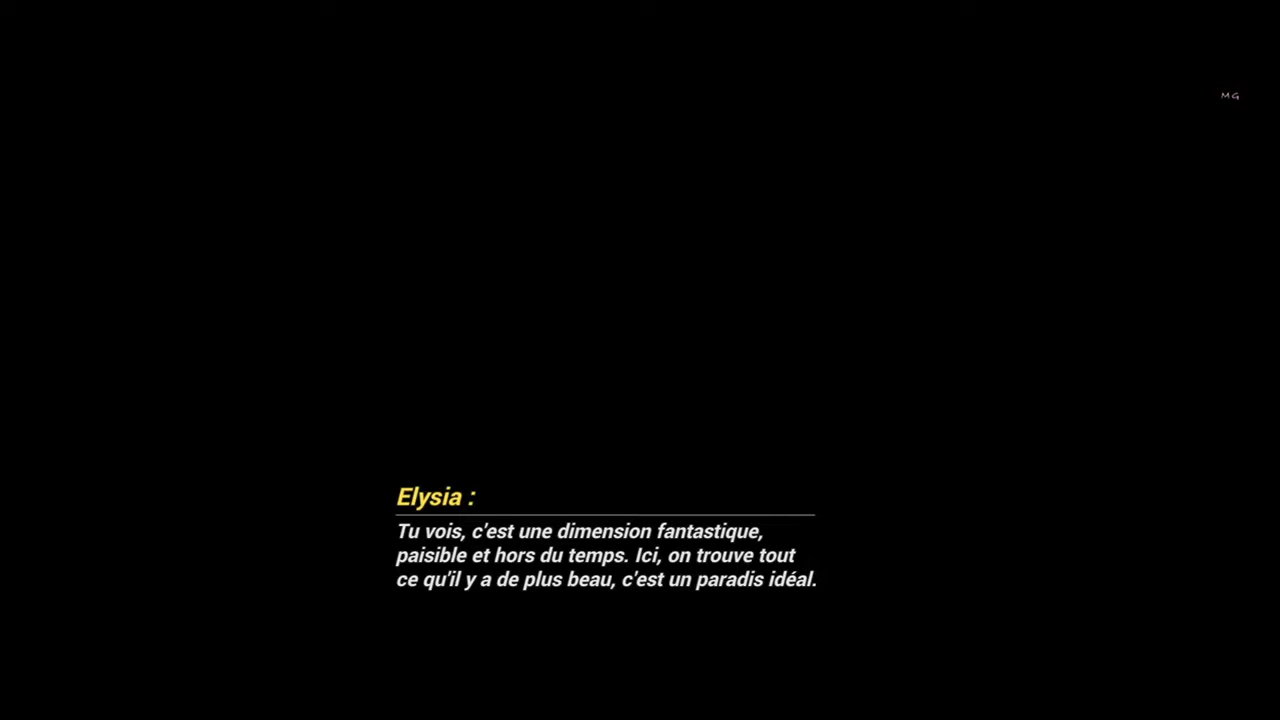 MG
Elysia :
Tu vois, c'est une dimension fantastique,
paisible et hors du temps. Ici, on trouve tout
ce qu'il y a de plus beau, c'est un paradis idéal.